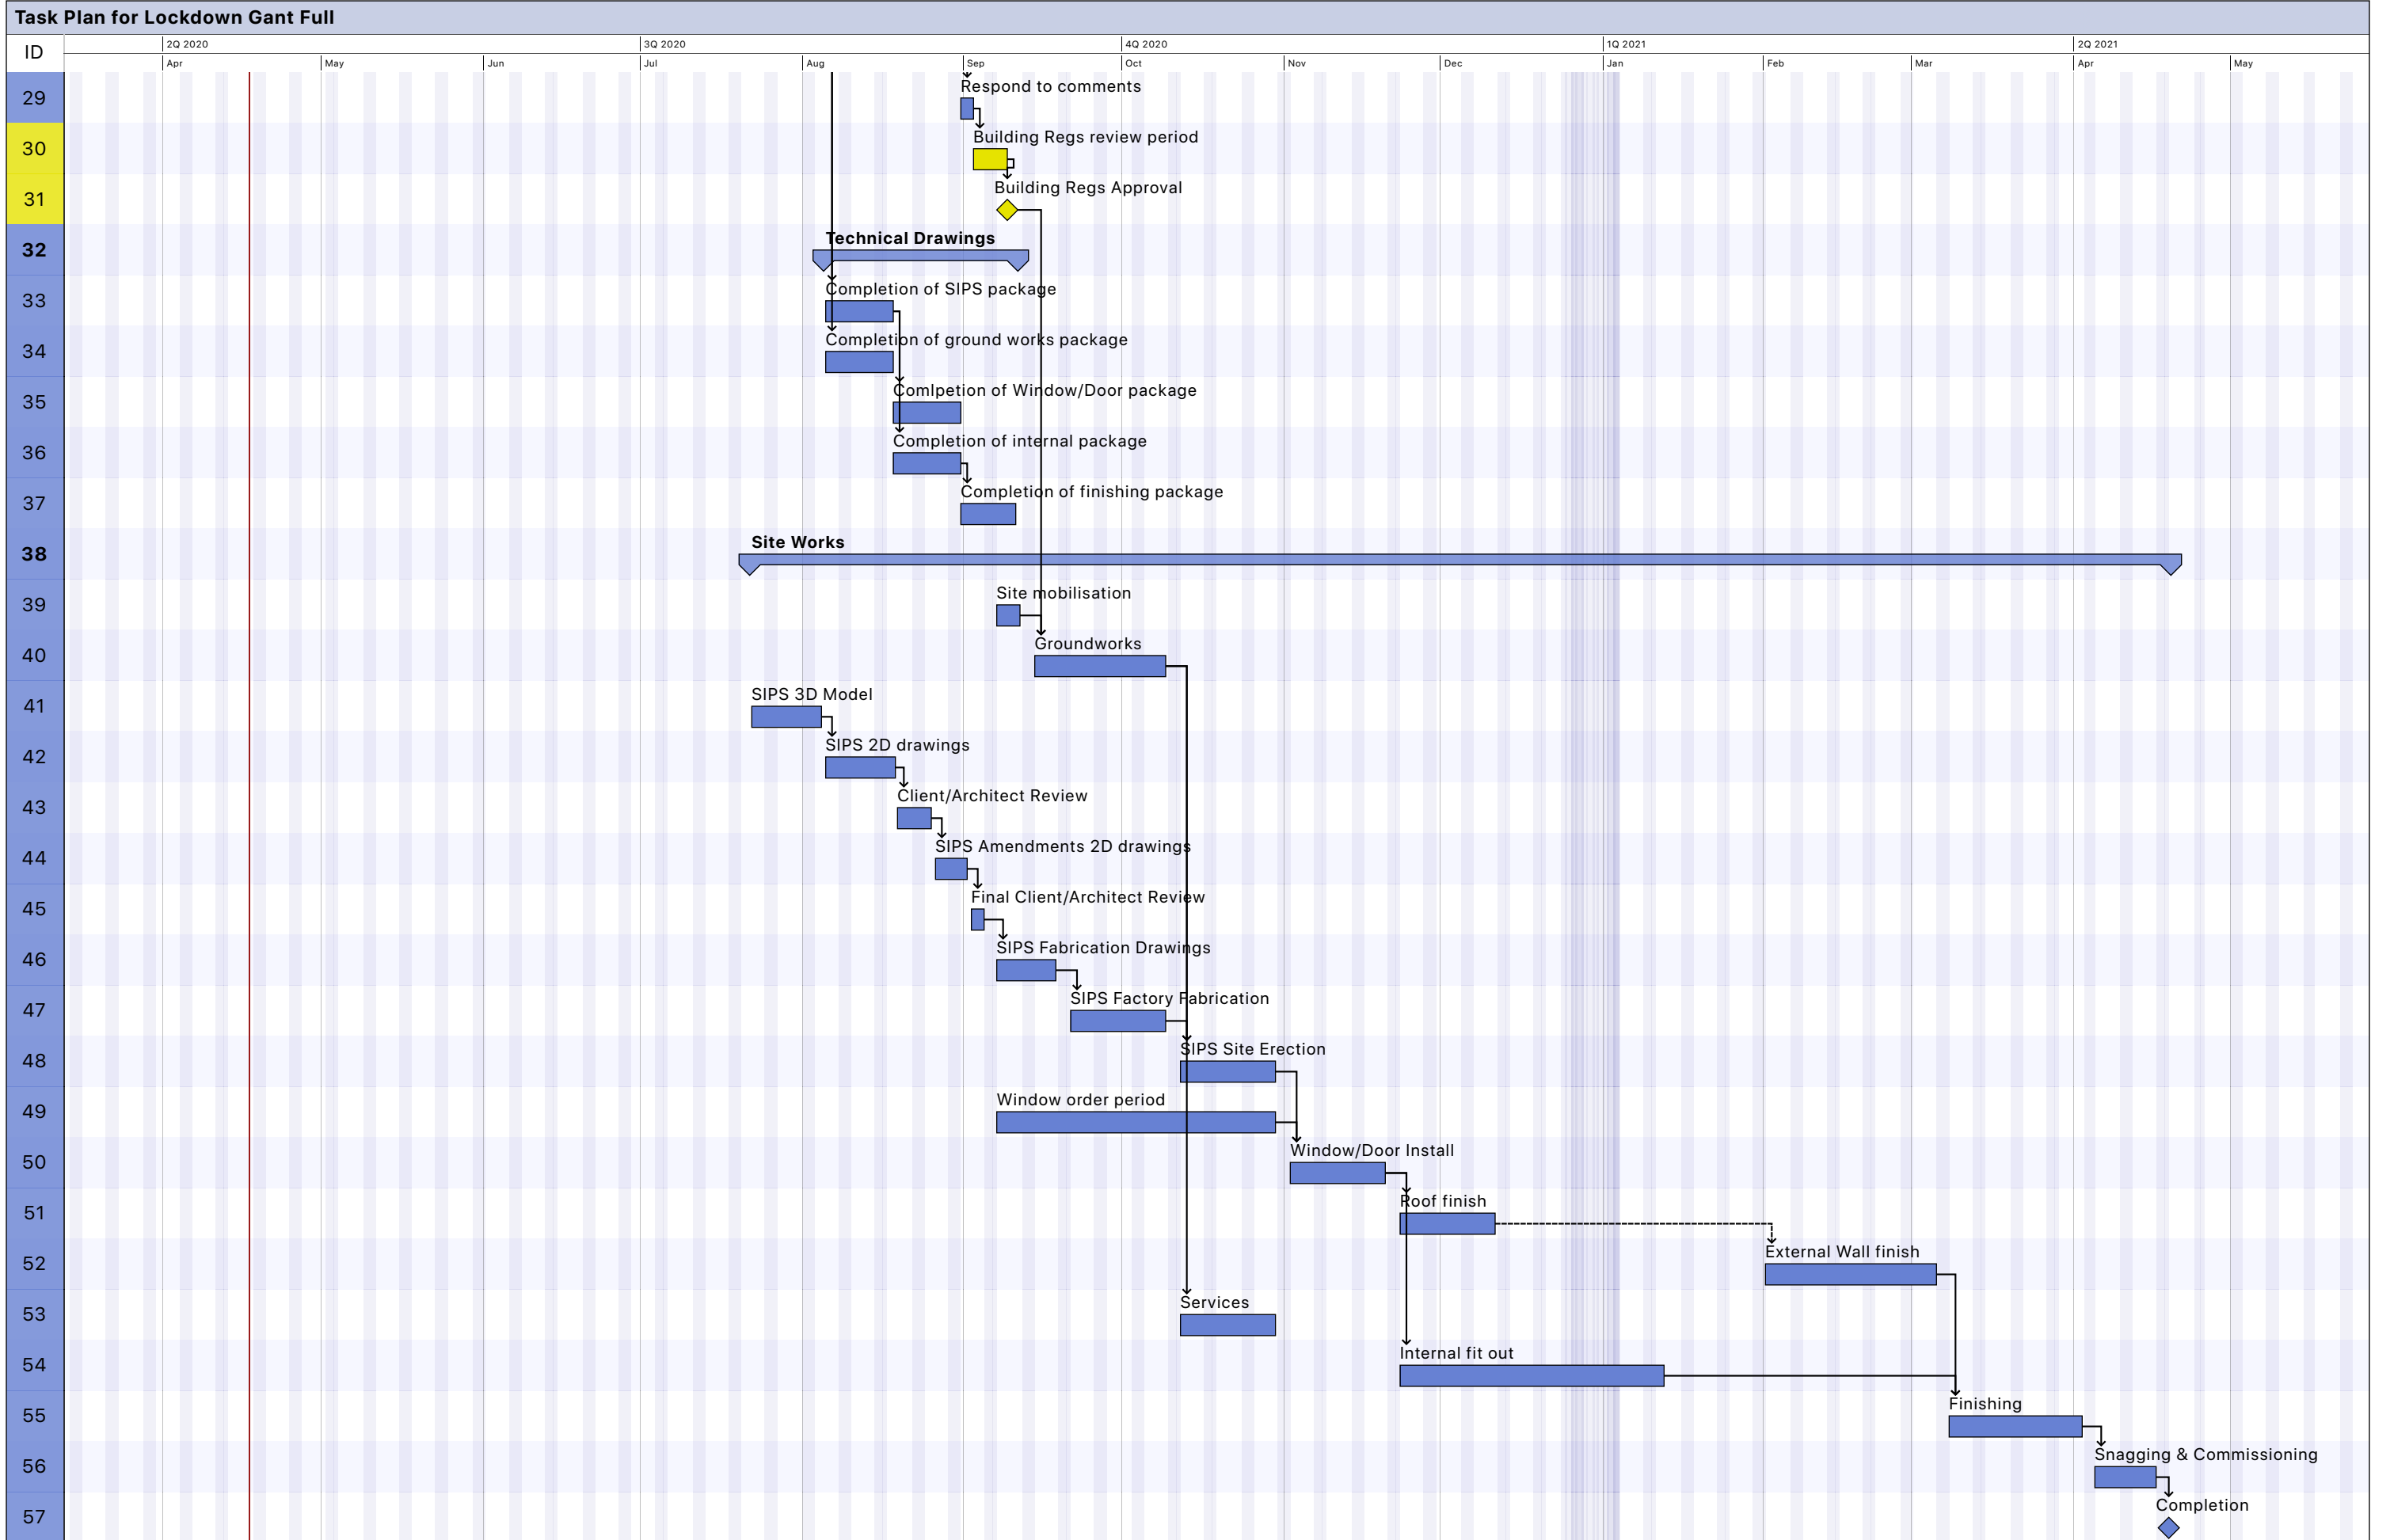 Task Plan for Lockdown Gant Full
ID
2Q 2020 3Q 2020 4Q 2020 1Q 2021 2Q 2021
Apr May Jun Jul Aug Sep Oct Nov Dec Jan Feb Mar Apr May
29 Respond to comments
30 Building Regs review period
31 Building Regs Approval
32 Technical Drawings
33 Completion of SIPS package
34 Completion of ground works package
35 Comlpetion of Window/Door package
36 Completion of internal package
37 Completion of finishing package
38 Site Works
39 Site mobilisation
40 Groundworks
41 SIPS 3D Model
42 SIPS 2D drawings
43 Client/Architect Review
44 SIPS Amendments 2D drawings
45 Final Client/Architect Review
46 SIPS Fabrication Drawings
47 SIPS Factory Fabrication
48 SIPS Site Erection
49 Window order period
50 Window/Door Install
51 Roof finish
52 External Wall finish
53 Services
54 Internal fit out
55 Finishing
56 Snagging & Commissioning
57 Completion